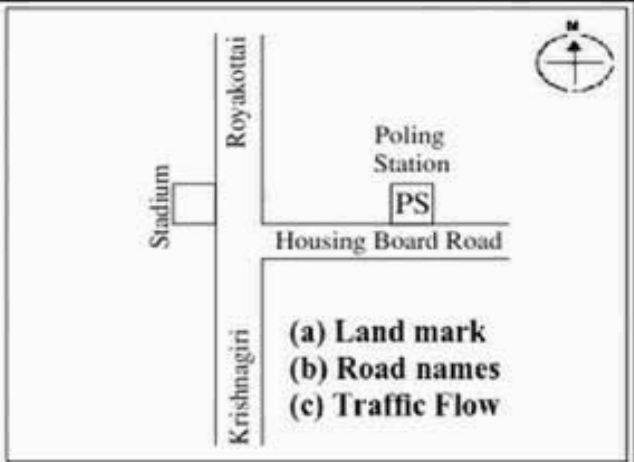 N
Royakottai
Poling
Station
PS
Stadium
Housing Board Road
Krishnagiri
(a) Land mark
(b) Road names
(c) Traffic Flow